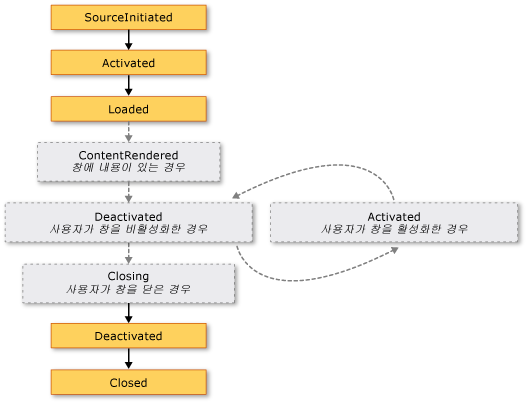 SourceInitiated
Activated
Loaded
ContentRendered
창에 내용이 있는 경우
Deactivated
사용자가 창을 비활성화한 경우
Activated
사용자가 창을 활성화한 경우
Closing
사용자가 창을 닫은 경우
Deactivated
Closed